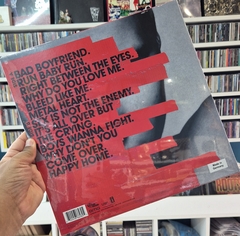 BAD BOYFRIEND.
RUN BABY RUN.
RIGHT BETWEEN THE EYES.
WHY DO YOU LOVE ME.
BLEED LIKE ME.
METAL HEART.
SEX IS NOT THE ENEMY.
IT'S ALL OVER BUT
THE CRYING.
BOYS WANNA FIGHT.
WHY DON'T YOU
COME OVER.
HAPPY HOME.